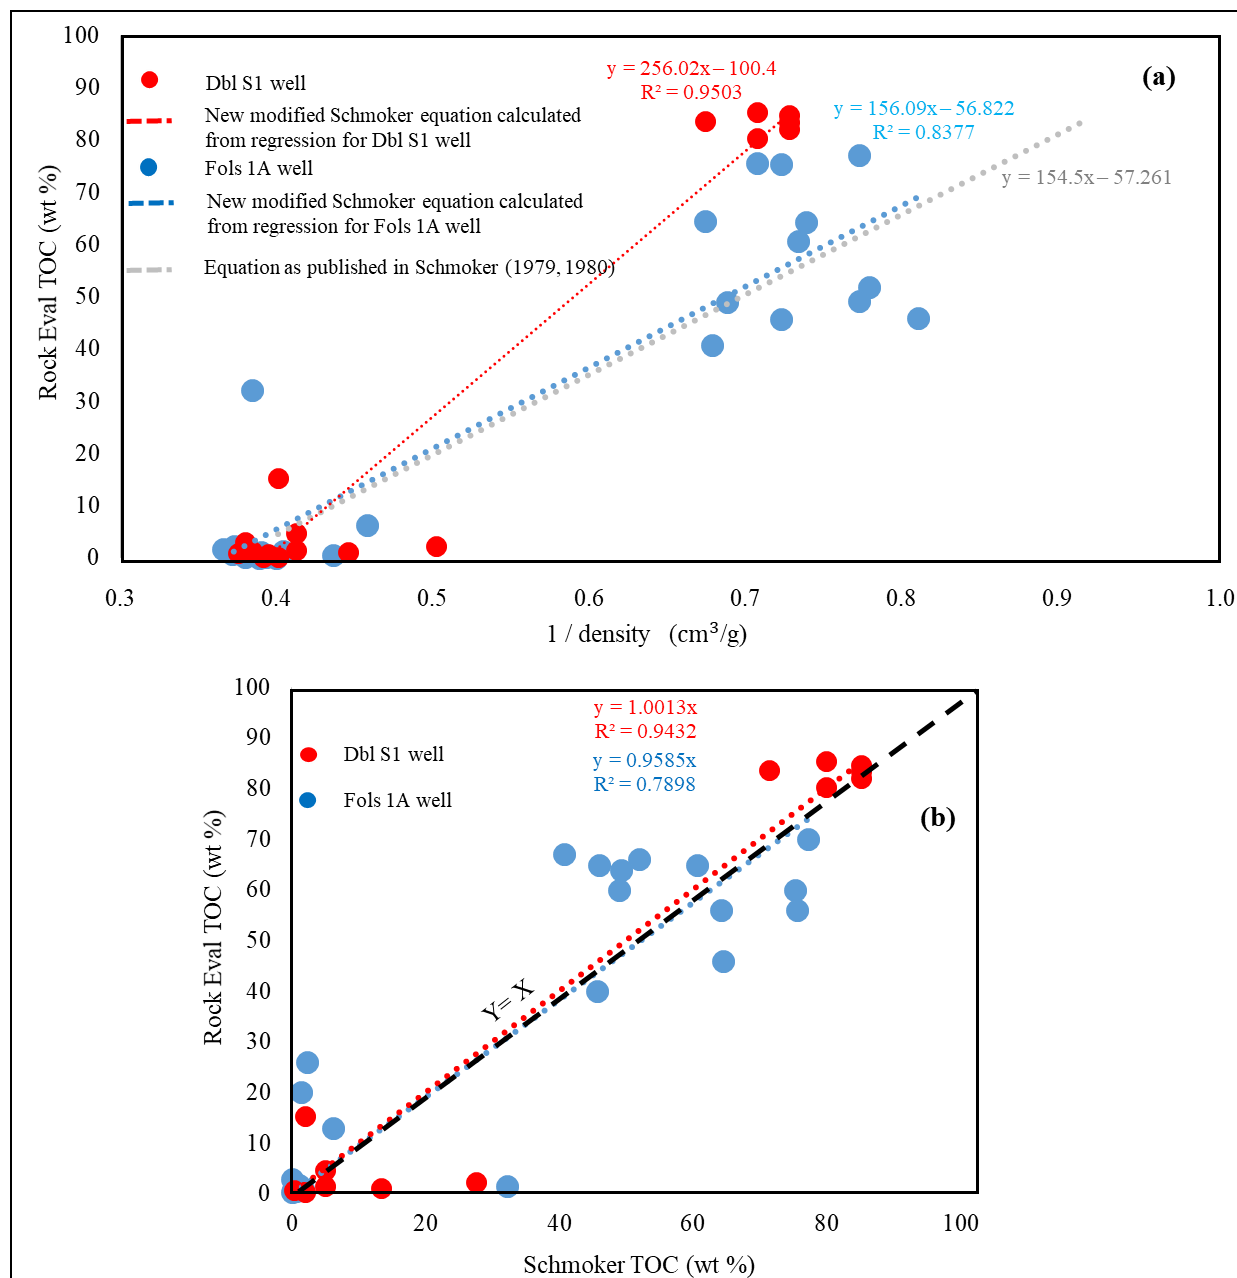 100
90
80
70
60
50
40
30
20
10
0
Rock Eval TOC (wt %)
Dbl S1 well
New modified Schmoker equation calculated
from regression for Dbl S1 well
Fols 1A well
New modified Schmoker equation calculated
from regression for Fols 1A well
Equation as published in Schmoker (1979, 1980)
y = 256.02x – 100.4
R² = 0.9503
y = 156.09x – 56.822
R² = 0.8377
y = 154.5x – 57.261
(a)
0.3 0.4 0.5 0.6 0.7 0.8 0.9 1.0
1 / density (cm³/g)
100
90
80
70
60
50
40
30
20
10
0
Rock Eval TOC (wt %)
Dbl S1 well
Fols 1A well
y = 1.0013x
R² = 0.9432
y = 0.9585x
R² = 0.7898
(b)
Y= X
0 20 40 60 80 100
Schmoker TOC (wt %)